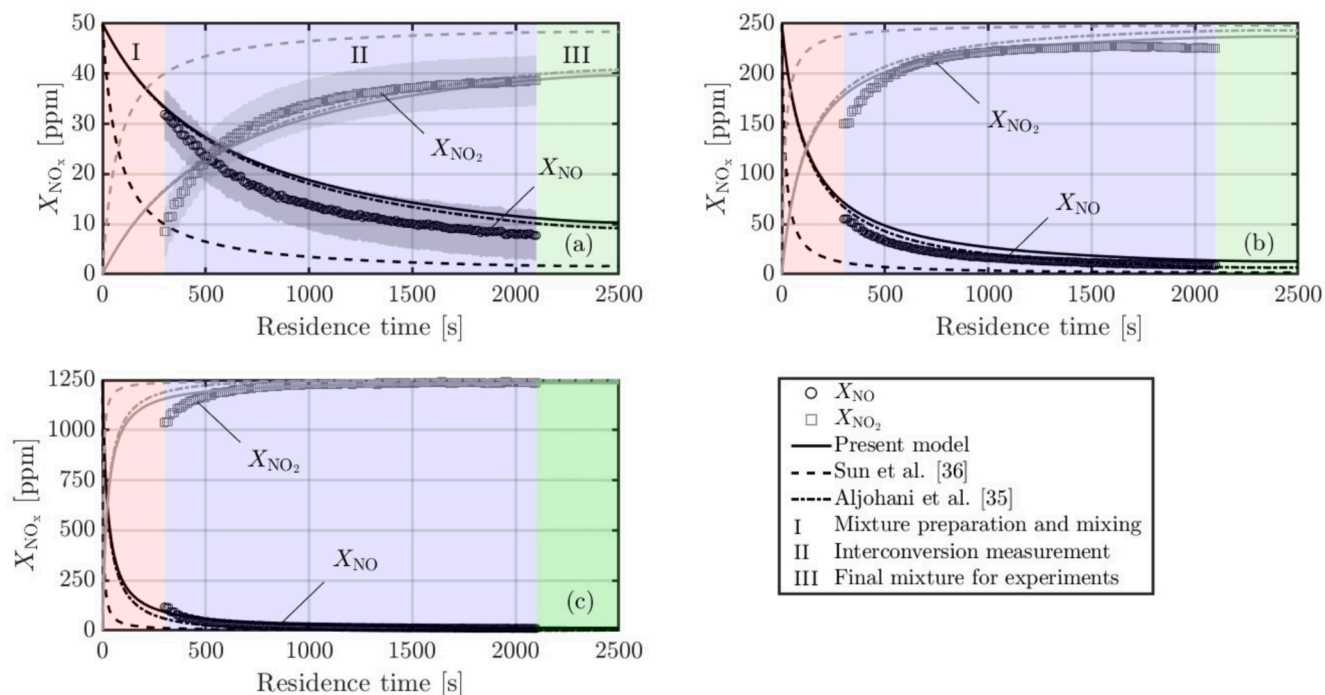 50
40
30
20
10
0
X_NOx [ppm]
I
II
III
X_NO2
X_NO
(a)
0
500
1000
1500
2000
2500
Residence time [s]
250
200
150
100
50
0
X_NOx [ppm]
X_NO2
X_NO
(b)
0
500
1000
1500
2000
2500
Residence time [s]
1250
1000
750
500
250
0
X_NOx [ppm]
X_NO2
X_NO
(c)
0
500
1000
1500
2000
2500
Residence time [s]
X_NO
X_NO2
Present model
Sun et al. [36]
Aljohani et al. [35]
I Mixture preparation and mixing
II Interconversion measurement
III Final mixture for experiments